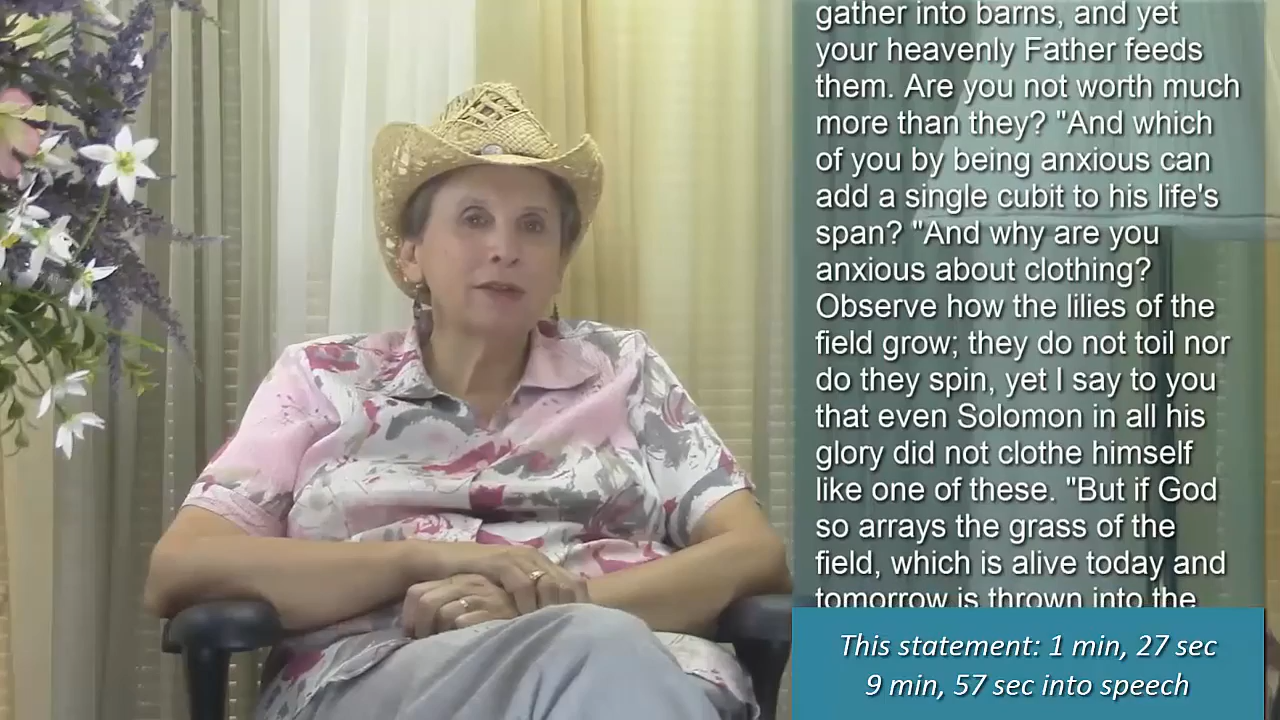 gather into barns, and yet
your heavenly Father feeds
them. Are you not worth much
more than they? "And which
of you by being anxious can
add a single cubit to his life's
span? "And why are you
anxious about clothing?
Observe how the lilies of the
field grow; they do not toil nor
do they spin, yet I say to you
that even Solomon in all his
glory did not clothe himself
like one of these. "But if God
so arrays the grass of the
field, which is alive today and
tomorrow is thrown into the
This statement: 1 min, 27 sec
9 min, 57 sec into speech